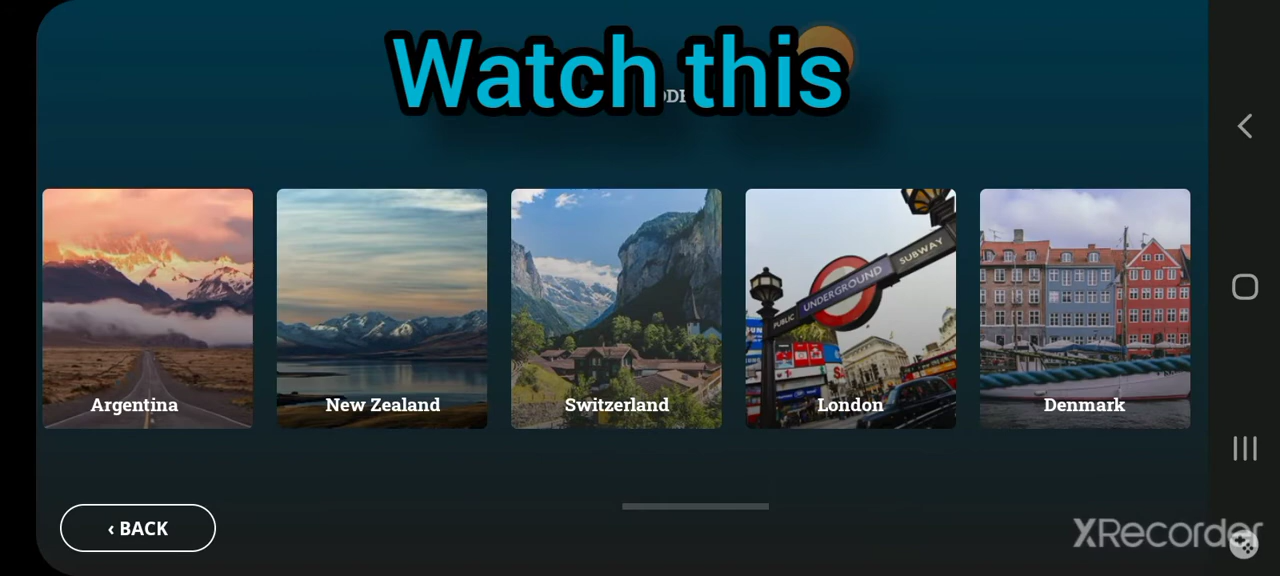 Watch this
Argentina
New Zealand
Switzerland
PUBLIC
UNDERGROUND
SUBWAY
London
Denmark
‹ BACK
XRecorder